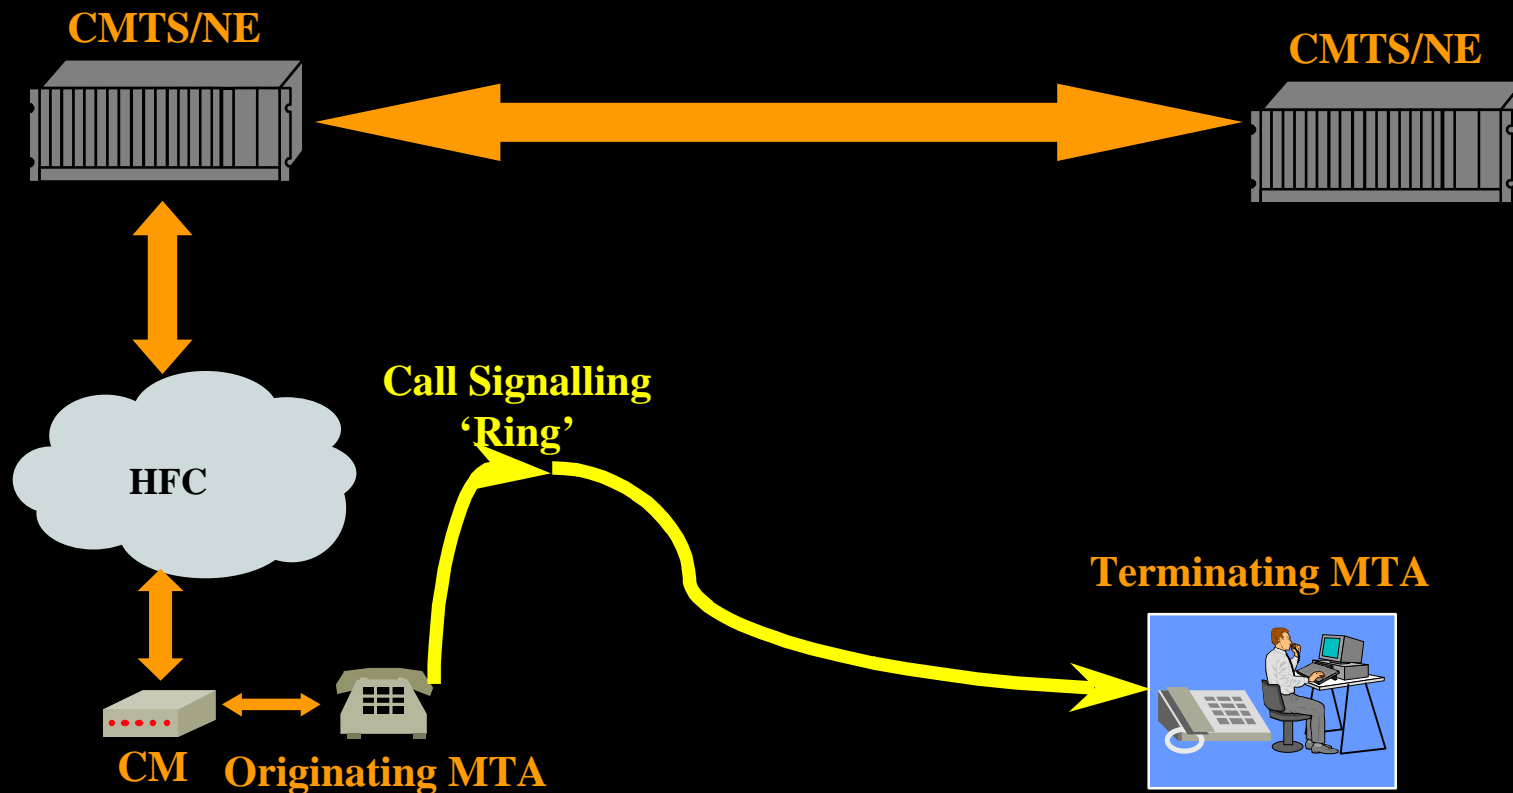 CMTS/NE
CMTS/NE
Call Signalling
‘Ring’
HFC
Terminating MTA
CM
Originating MTA